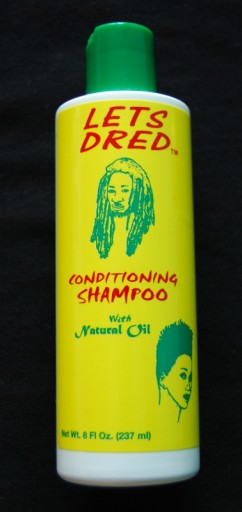 LETS
DRED™
CONDITIONING
SHAMPOO
With
Natural Oil
Net Wt. 8 Fl Oz. (237 ml)